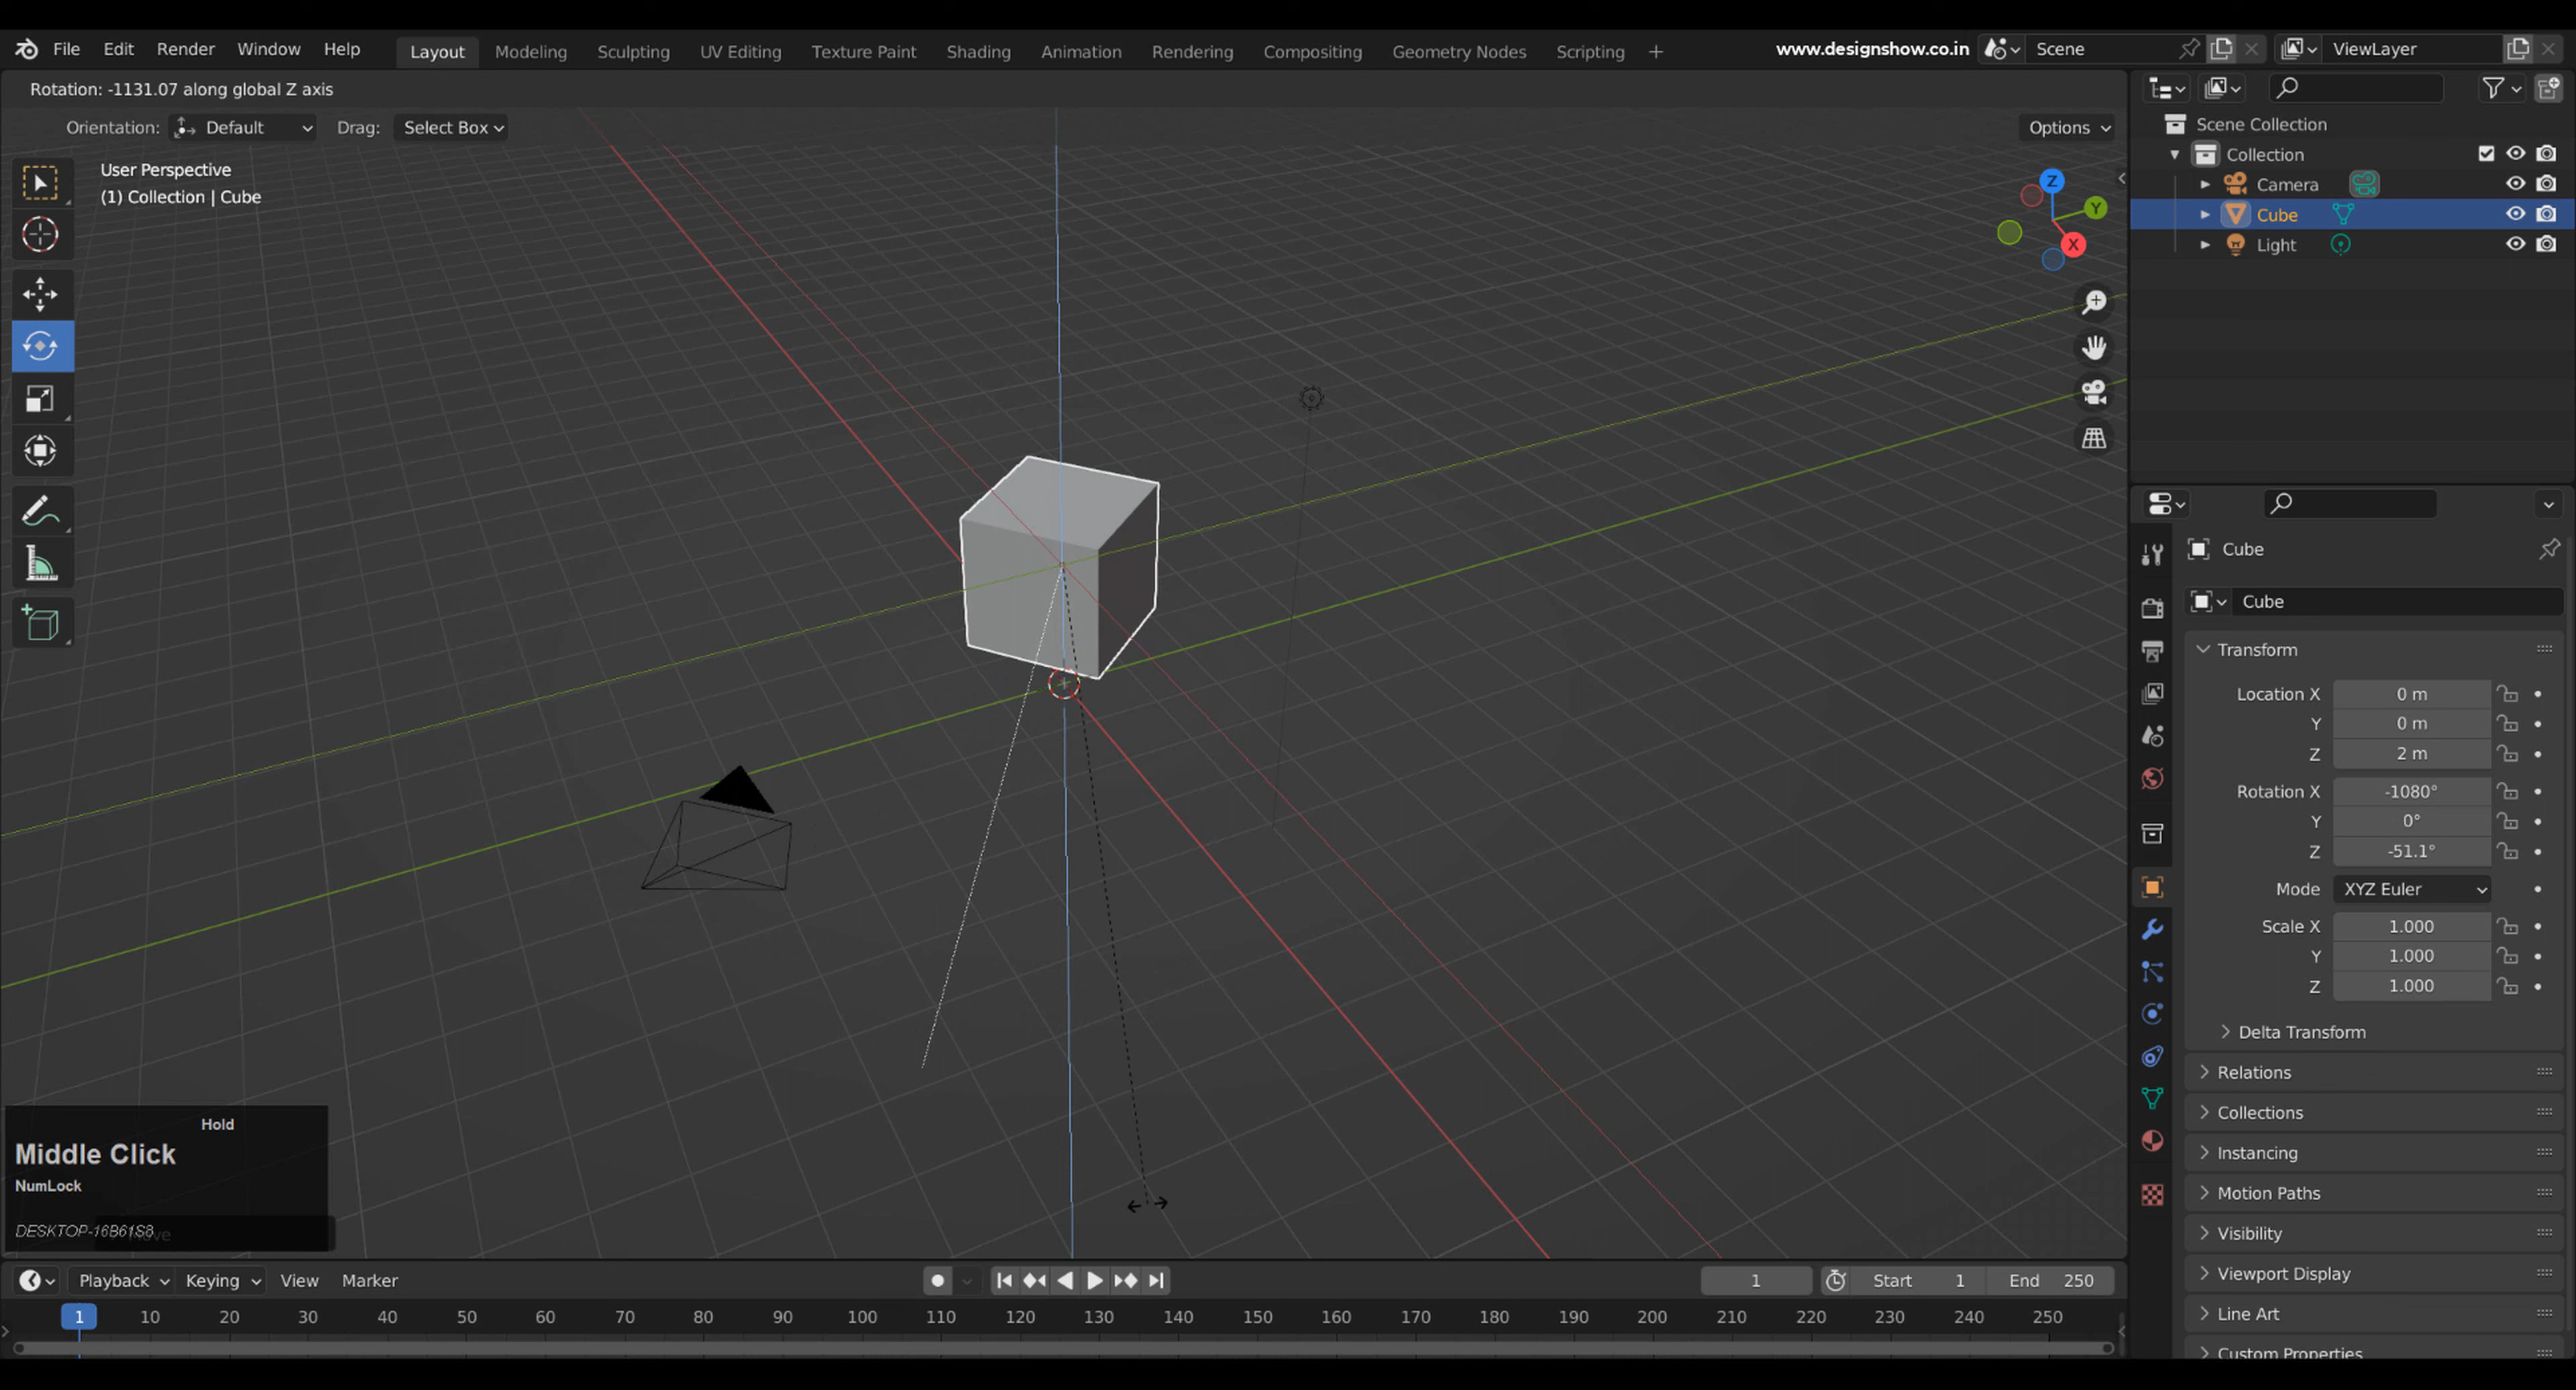 File Edit Render Window Help Layout Modeling Sculpting UV Editing Texture Paint Shading Animation Rendering Compositing Geometry Nodes Scripting + www.designshow.co.in Scene ViewLayer
Rotation: -1131.07 along global Z axis
Orientation: Default Drag: Select Box Options
User Perspective
(1) Collection | Cube
Z
Y
X
Scene Collection
Collection
Camera
Cube
Light
Cube
Cube
Transform
Location X 0 m
Y 0 m
Z 2 m
Rotation X -1080°
Y 0°
Z -51.1°
Mode XYZ Euler
Scale X 1.000
Y 1.000
Z 1.000
Delta Transform
Relations
Collections
Instancing
Motion Paths
Visibility
Viewport Display
Line Art
Custom Properties
Hold
Middle Click
NumLock
DESKTOP-16B61S8
Playback Keying View Marker 1 Start 1 End 250
1 10 20 30 40 50 60 70 80 90 100 110 120 130 140 150 160 170 180 190 200 210 220 230 240 250